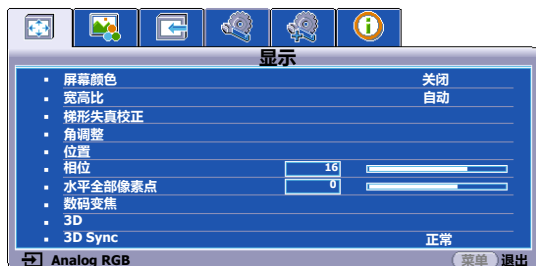 显示
屏幕颜色 关闭
宽高比 自动
梯形失真校正
角调整
位置
相位 16
水平全部像素点 0
数码变焦
3D
3D Sync 正常
Analog RGB 菜单 退出